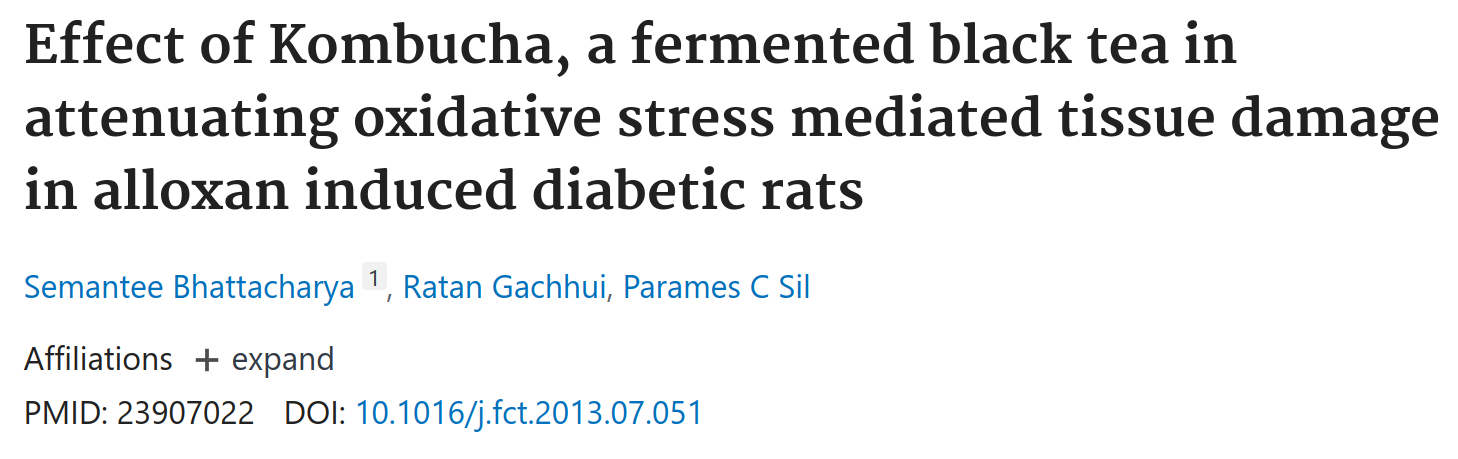 Effect of Kombucha, a fermented black tea in
attenuating oxidative stress mediated tissue damage
in alloxan induced diabetic rats
Semantee Bhattacharya 1, Ratan Gachhui, Parames C Sil
Affiliations + expand
PMID: 23907022 DOI: 10.1016/j.fct.2013.07.051